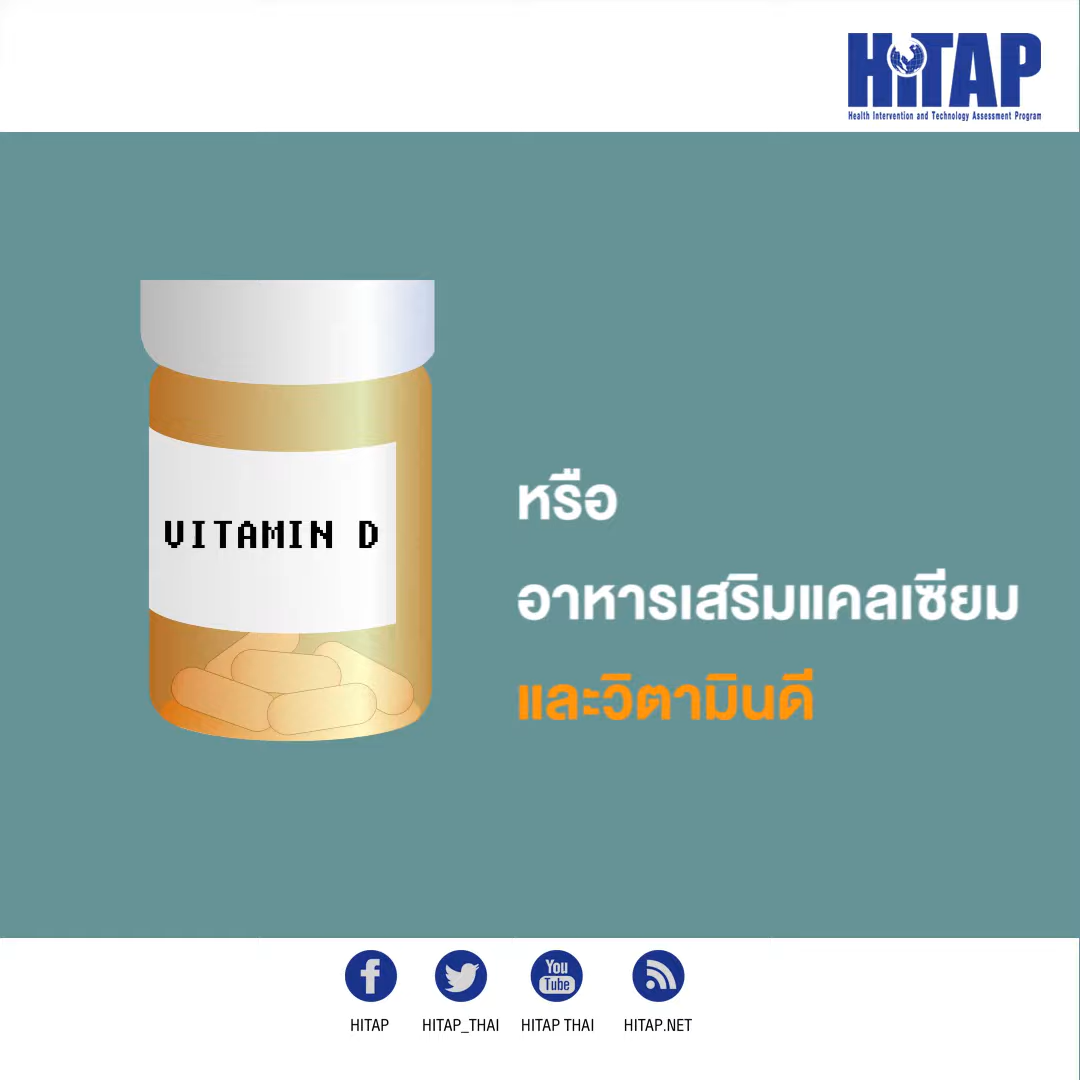 HiTAP
Health Intervention and Technology Assessment Program
VITAMIN D
หรือ
อาหารเสริมแคลเซียม
และวิตามินดี
You
Tube
HITAP
HITAP_THAI
HITAP THAI
HITAP.NET